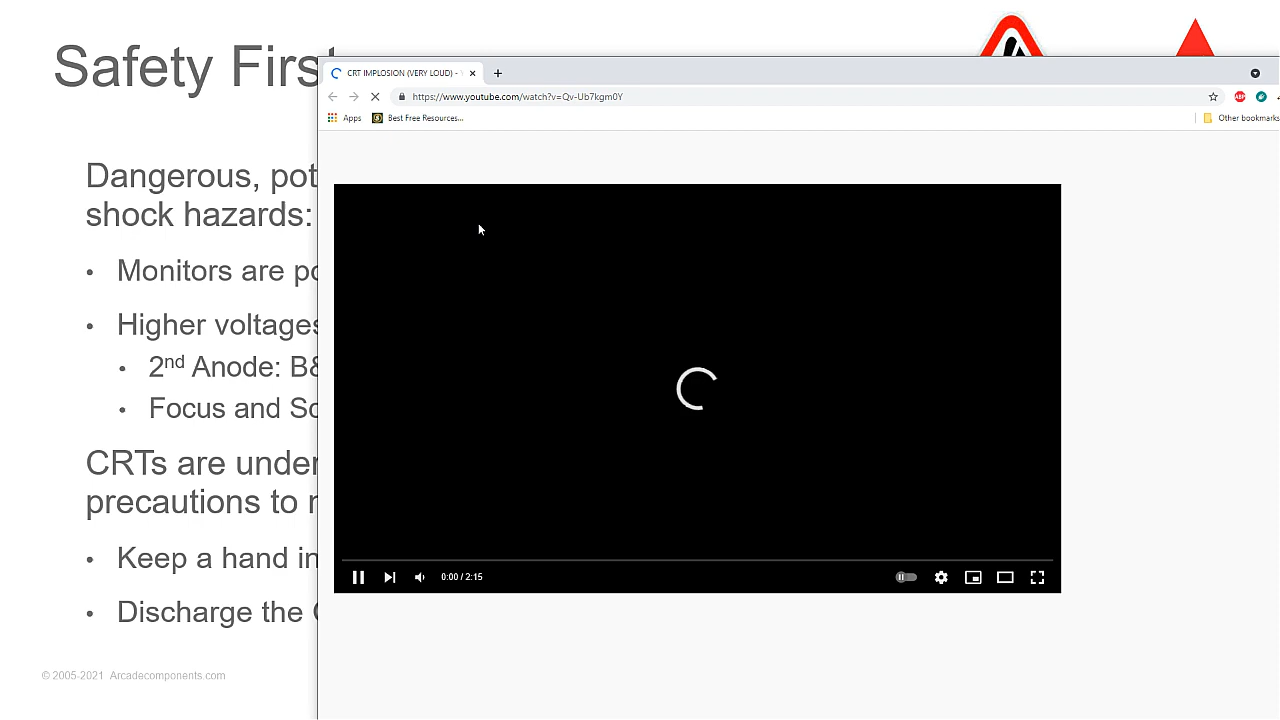 Safety Firs
CRT IMPLOSION (VERY LOUD) -
https://www.youtube.com/watch?v=Qv-Ub7kgm0Y
Apps
Best Free Resources...
Other bookmarks
Dangerous, pot
shock hazards:
• Monitors are po
• Higher voltages
• 2nd Anode: B&
• Focus and Sc
CRTs are under
precautions to
• Keep a hand in
• Discharge the
0:00 / 2:15
© 2005-2021 Arcadecomponents.com